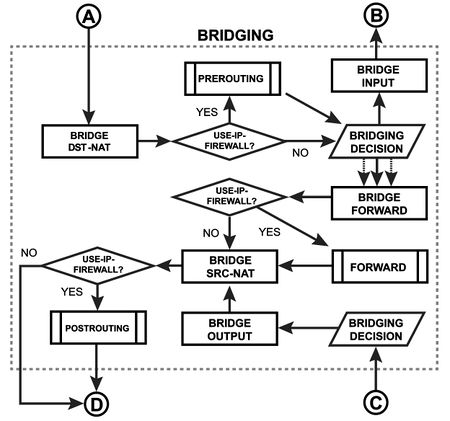 A
B
BRIDGING
PREROUTING
BRIDGE
INPUT
YES
BRIDGE
DST-NAT
USE-IP-
FIREWALL?
NO
BRIDGING
DECISION
USE-IP-
FIREWALL?
BRIDGE
FORWARD
NO
YES
NO
USE-IP-
FIREWALL?
BRIDGE
SRC-NAT
FORWARD
YES
POSTROUTING
BRIDGE
OUTPUT
BRIDGING
DECISION
D
C